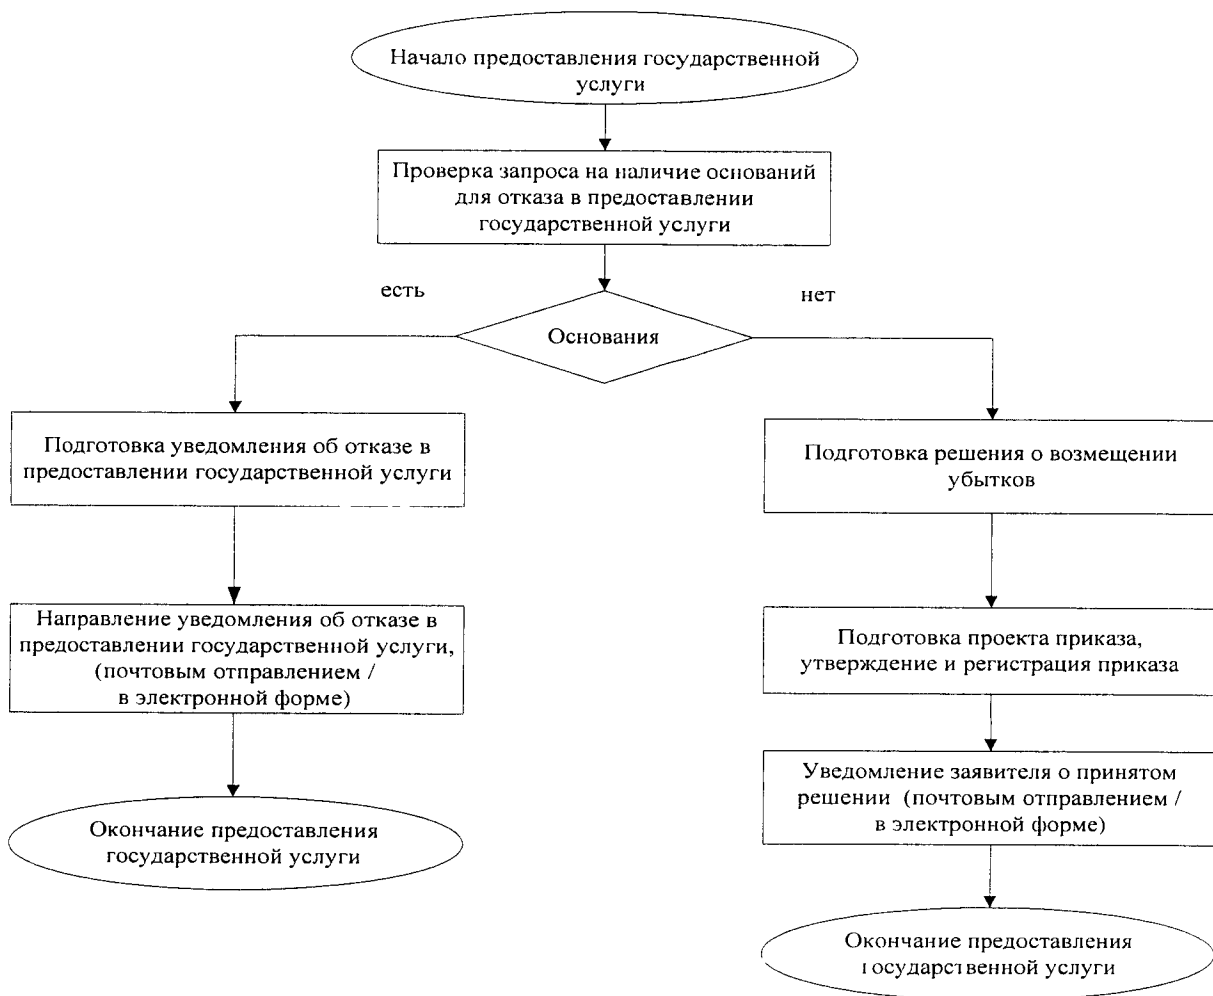 Начало предоставления государственной
услуги
Проверка запроса на наличие оснований
для отказа в предоставлении
государственной услуги
есть
нет
Основания
Подготовка уведомления об отказе в
предоставлении государственной услуги
Направление уведомления об отказе в
предоставлении государственной услуги,
(почтовым отправлением /
в электронной форме)
Окончание предоставления
государственной услуги
Подготовка решения о возмещении
убытков
Подготовка проекта приказа,
утверждение и регистрация приказа
Уведомление заявителя о принятом
решении (почтовым отправлением /
в электронной форме)
Окончание предоставления
государственной услуги